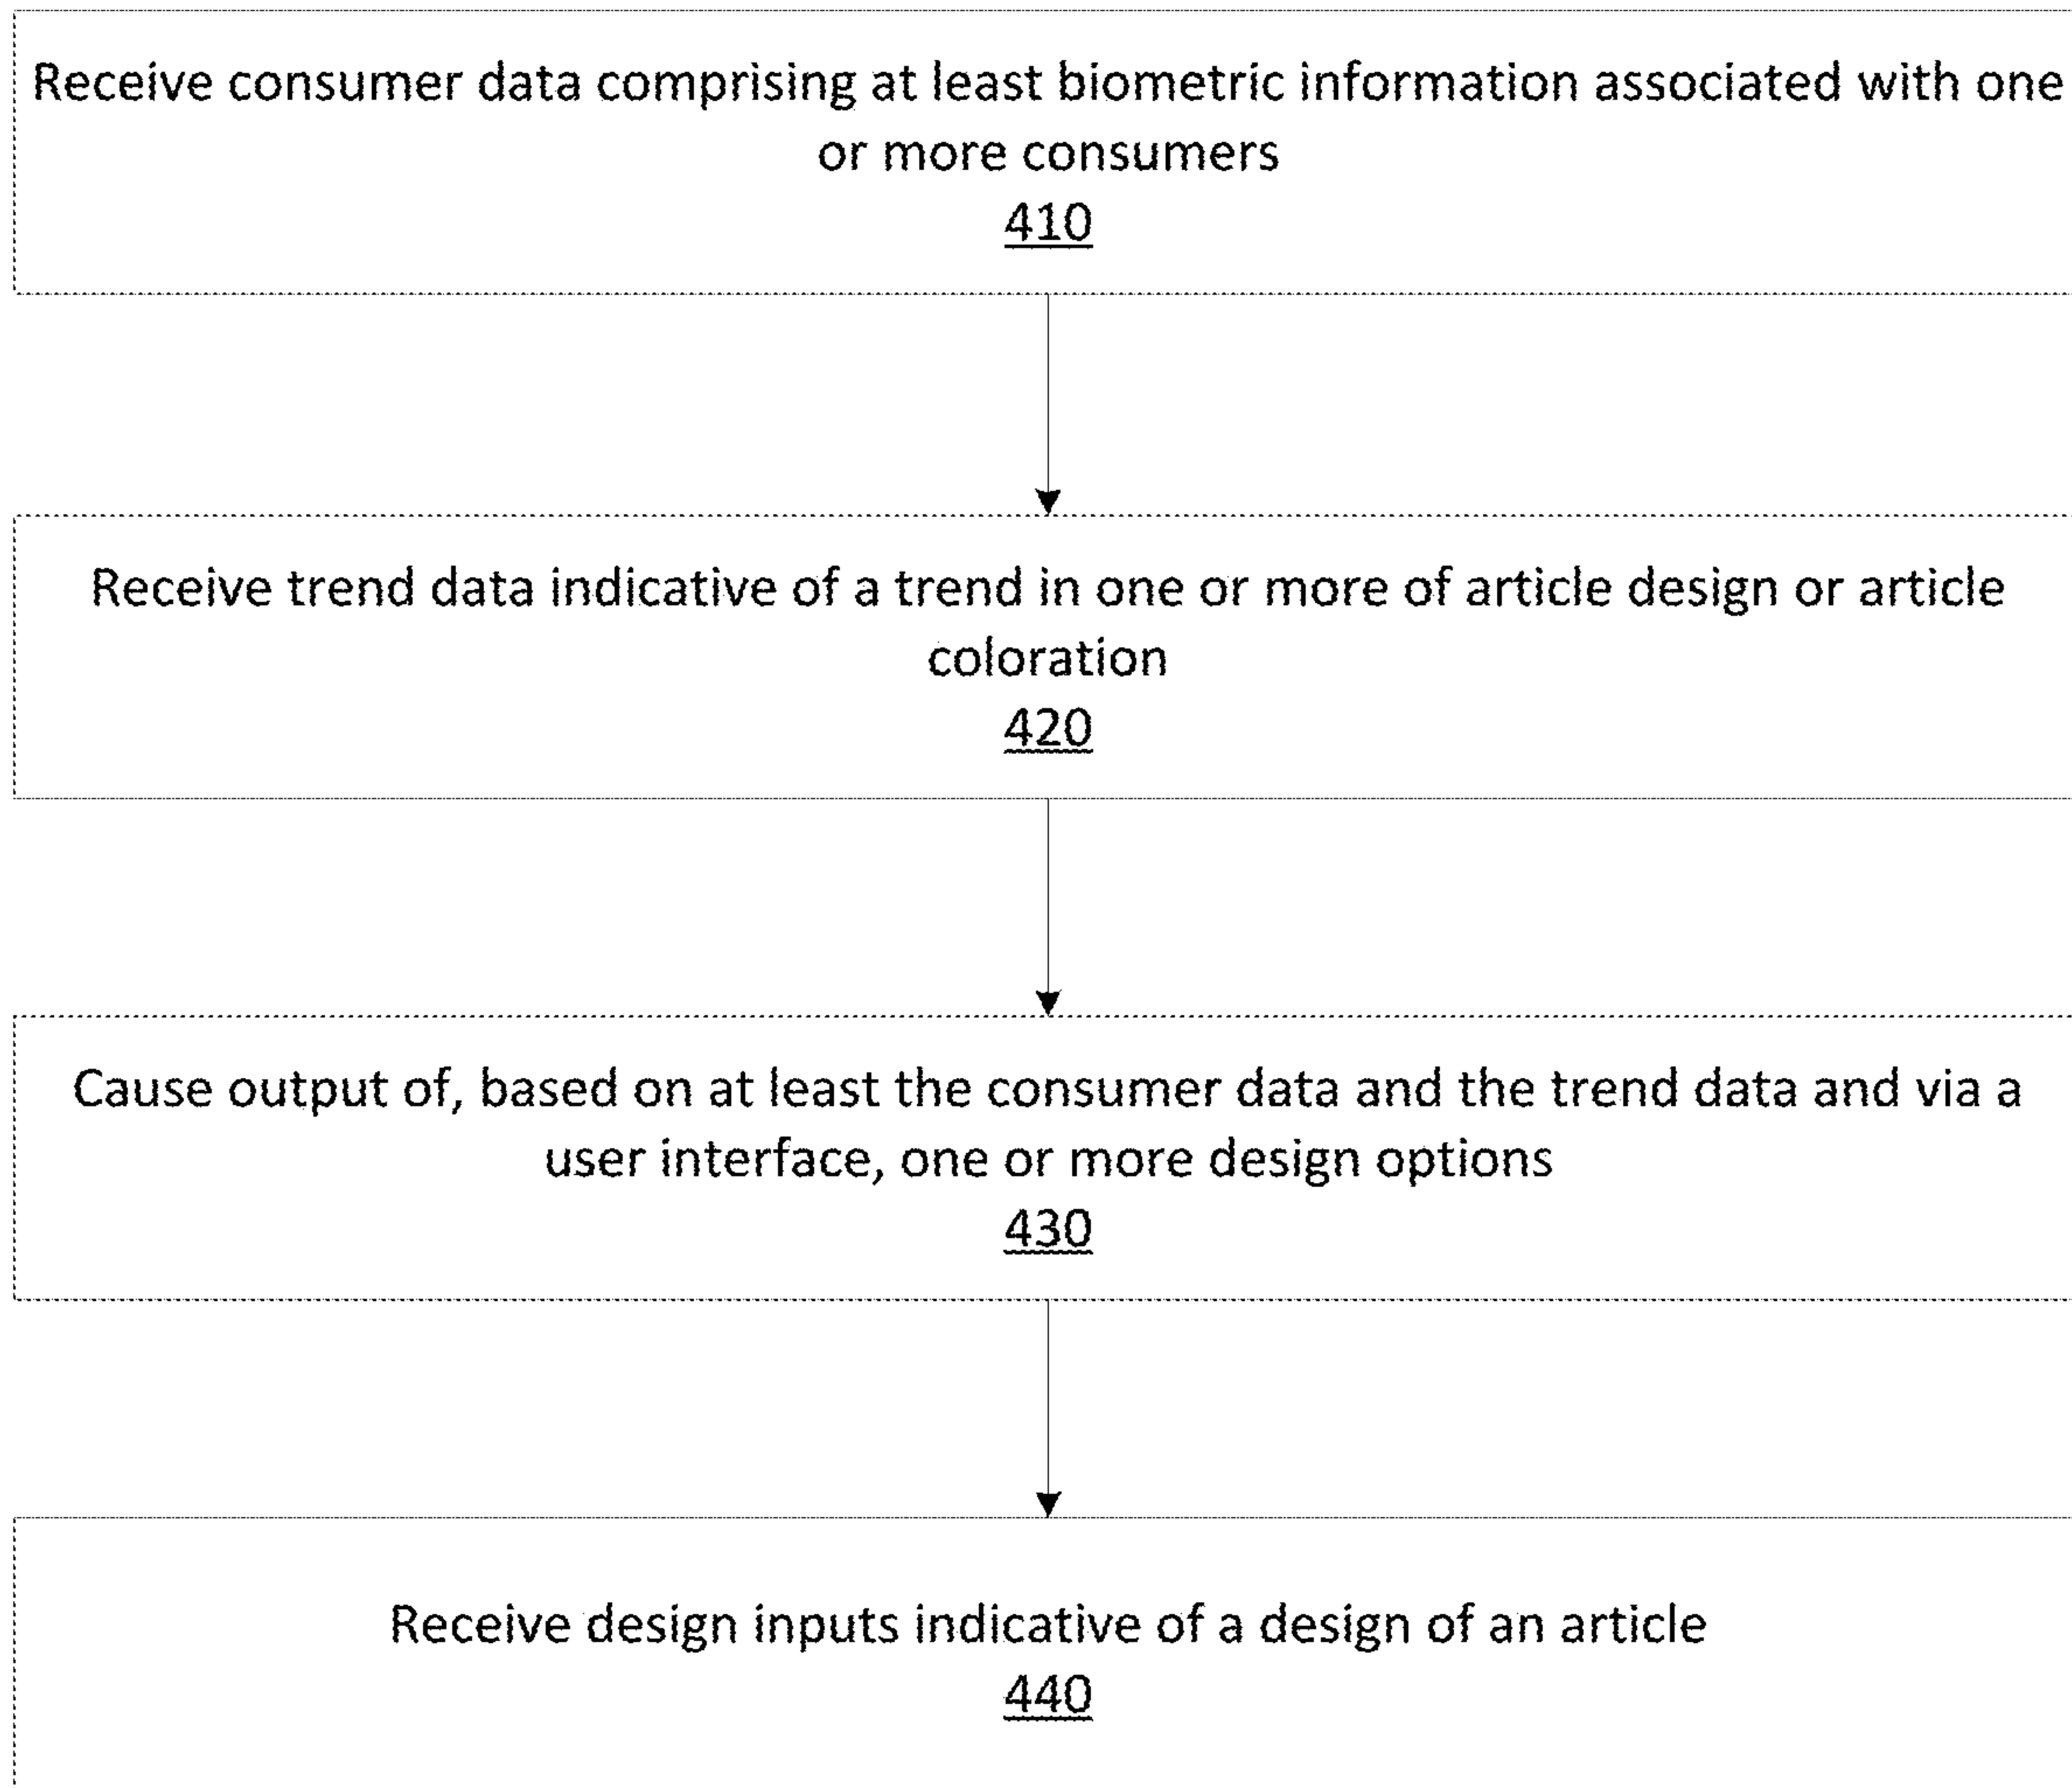 Receive consumer data comprising at least biometric information associated with one
or more consumers
410
Receive trend data indicative of a trend in one or more of article design or article
coloration
420
Cause output of, based on at least the consumer data and the trend data and via a
user interface, one or more design options
430
Receive design inputs indicative of a design of an article
440